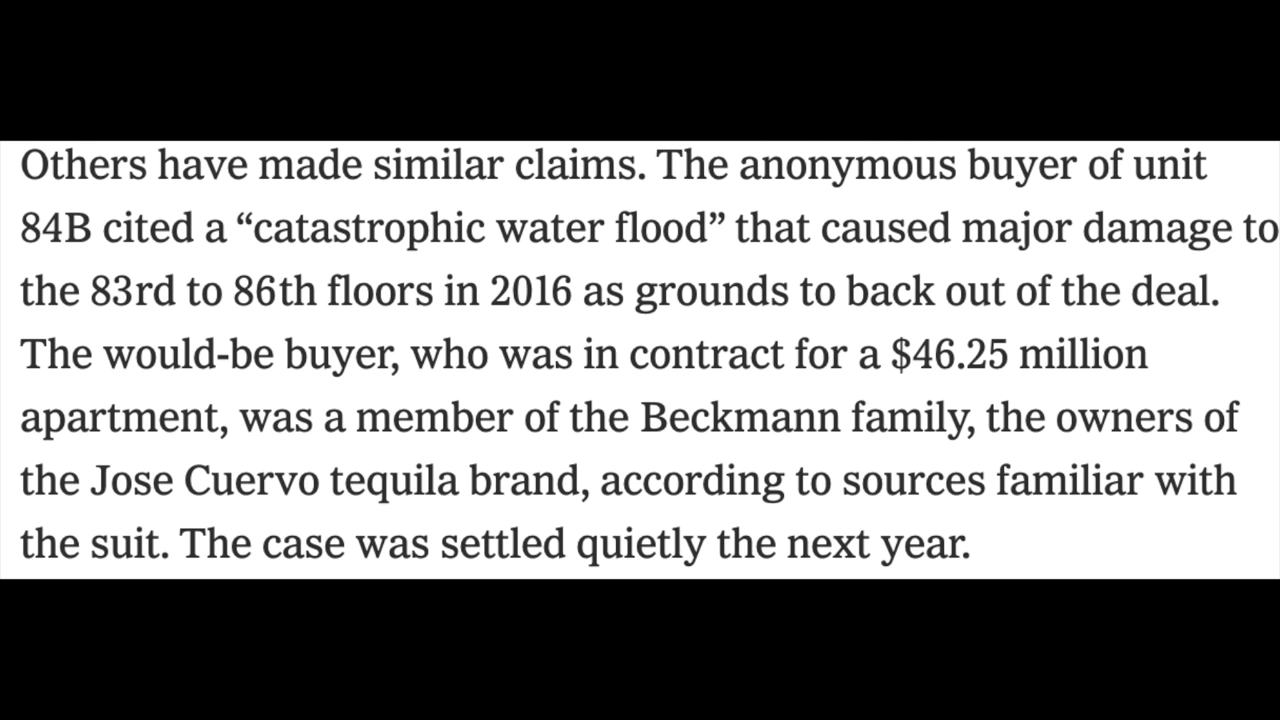 Others have made similar claims. The anonymous buyer of unit
84B cited a “catastrophic water flood” that caused major damage to
the 83rd to 86th floors in 2016 as grounds to back out of the deal.
The would-be buyer, who was in contract for a $46.25 million
apartment, was a member of the Beckmann family, the owners of
the Jose Cuervo tequila brand, according to sources familiar with
the suit. The case was settled quietly the next year.